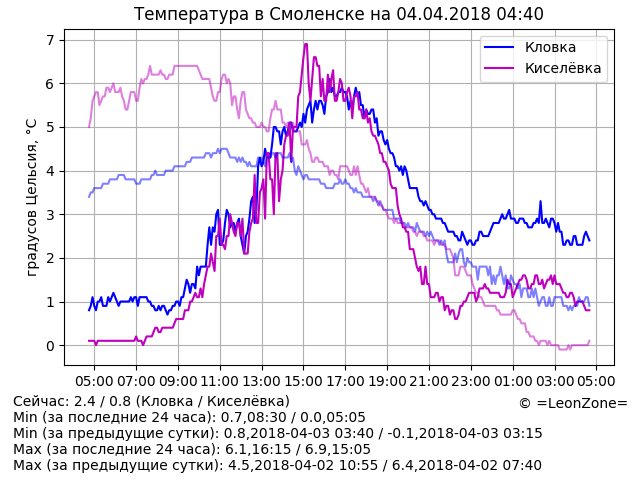 Температура в Смоленске на 04.04.2018 04:40
Кловка
Киселёвка
градусов Цельсия, °C
7
6
5
4
3
2
1
0
05:00 07:00 09:00 11:00 13:00 15:00 17:00 19:00 21:00 23:00 01:00 03:00 05:00
Сейчас: 2.4 / 0.8 (Кловка / Киселёвка)
© =LeonZone=
Min (за последние 24 часа): 0.7,08:30 / 0.0,05:05
Min (за предыдущие сутки): 0.8,2018-04-03 03:40 / -0.1,2018-04-03 03:15
Max (за последние 24 часа): 6.1,16:15 / 6.9,15:05
Max (за предыдущие сутки): 4.5,2018-04-02 10:55 / 6.4,2018-04-02 07:40